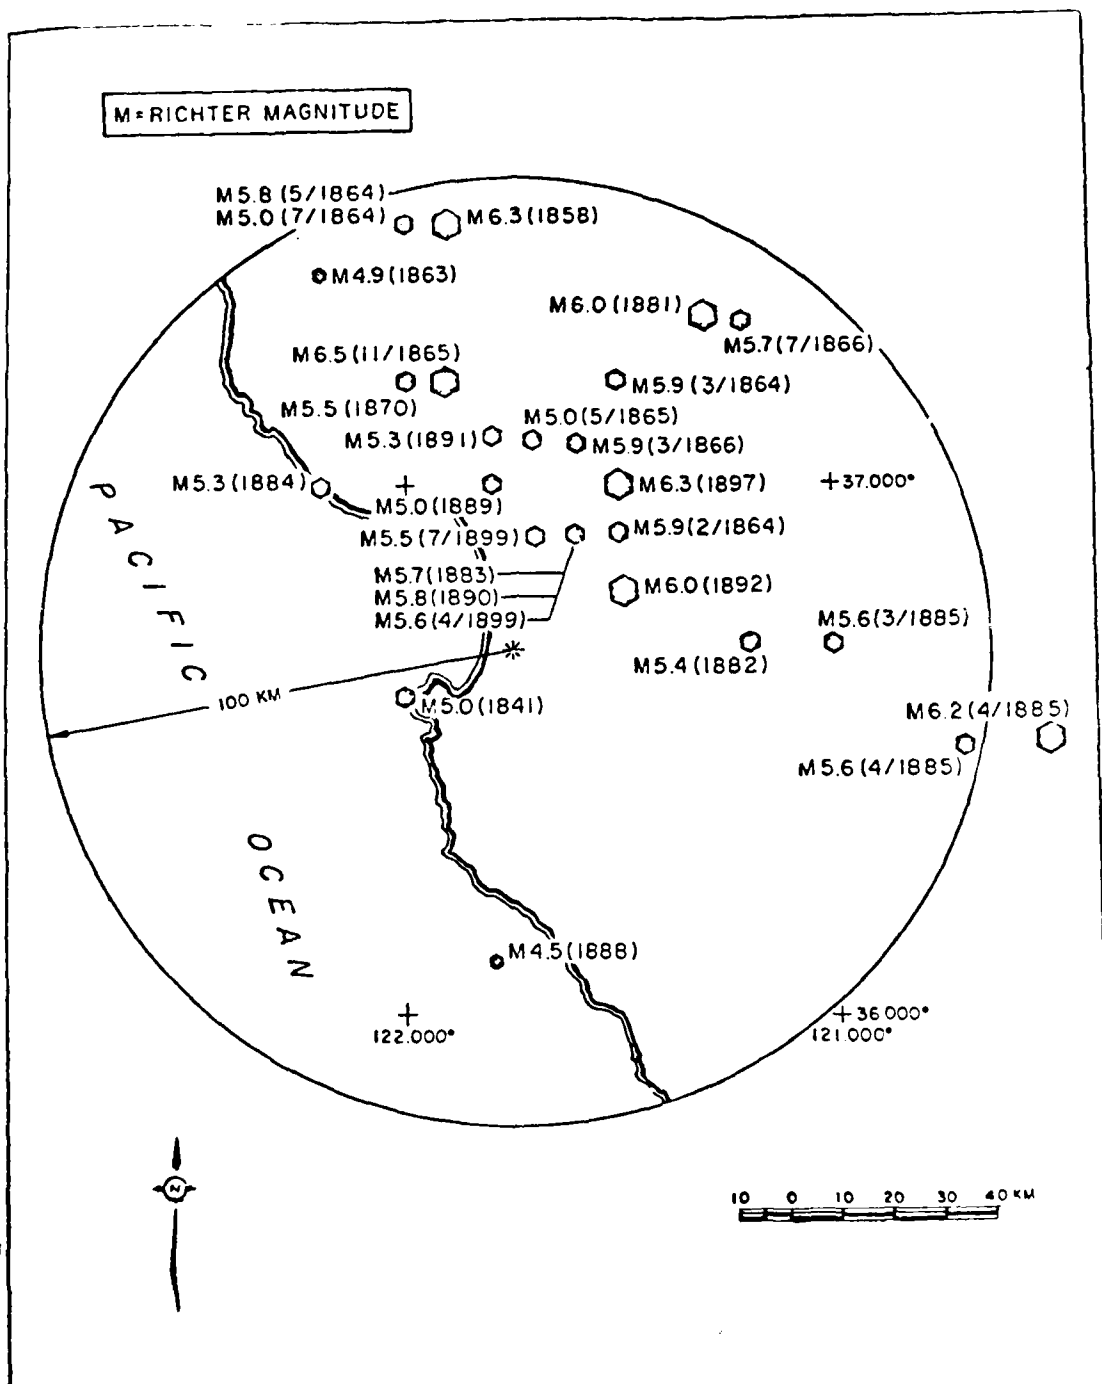 M=RICHTER MAGNITUDE
M5.8(5/1864)
M5.0(7/1864)
M6.3(1858)
M4.9(1863)
M6.0(1881)
M5.7(7/1866)
M6.5(11/1865)
M5.9(3/1864)
M5.5(1870)
M5.0(5/1865)
M5.3(1891)
M5.9(3/1866)
M5.3(1884)
M6.3(1897)
37.000°
M5.0(1889)
M5.5(7/1899)
M5.9(2/1864)
M5.7(1883)
M5.8(1890)
M5.6(4/1899)
M6.0(1892)
M5.6(3/1885)
M5.4(1882)
PACIFIC
100 KM
M5.0(1841)
M6.2(4/1885)
M5.6(4/1885)
OCEAN
M4.5(1888)
122.000°
36.000°
121.000°
N
10 0 10 20 30 40 KM